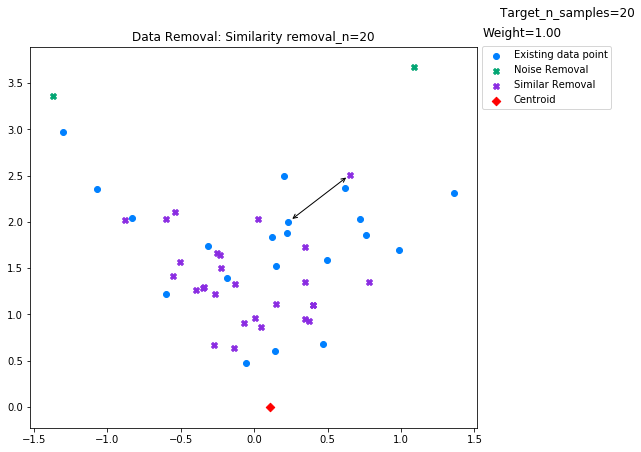 Target_n_samples=20
Weight=1.00
Data Removal: Similarity removal_n=20
Existing data point
Noise Removal
Similar Removal
Centroid
3.5
3.0
2.5
2.0
1.5
1.0
0.5
0.0
−1.5 −1.0 −0.5 0.0 0.5 1.0 1.5